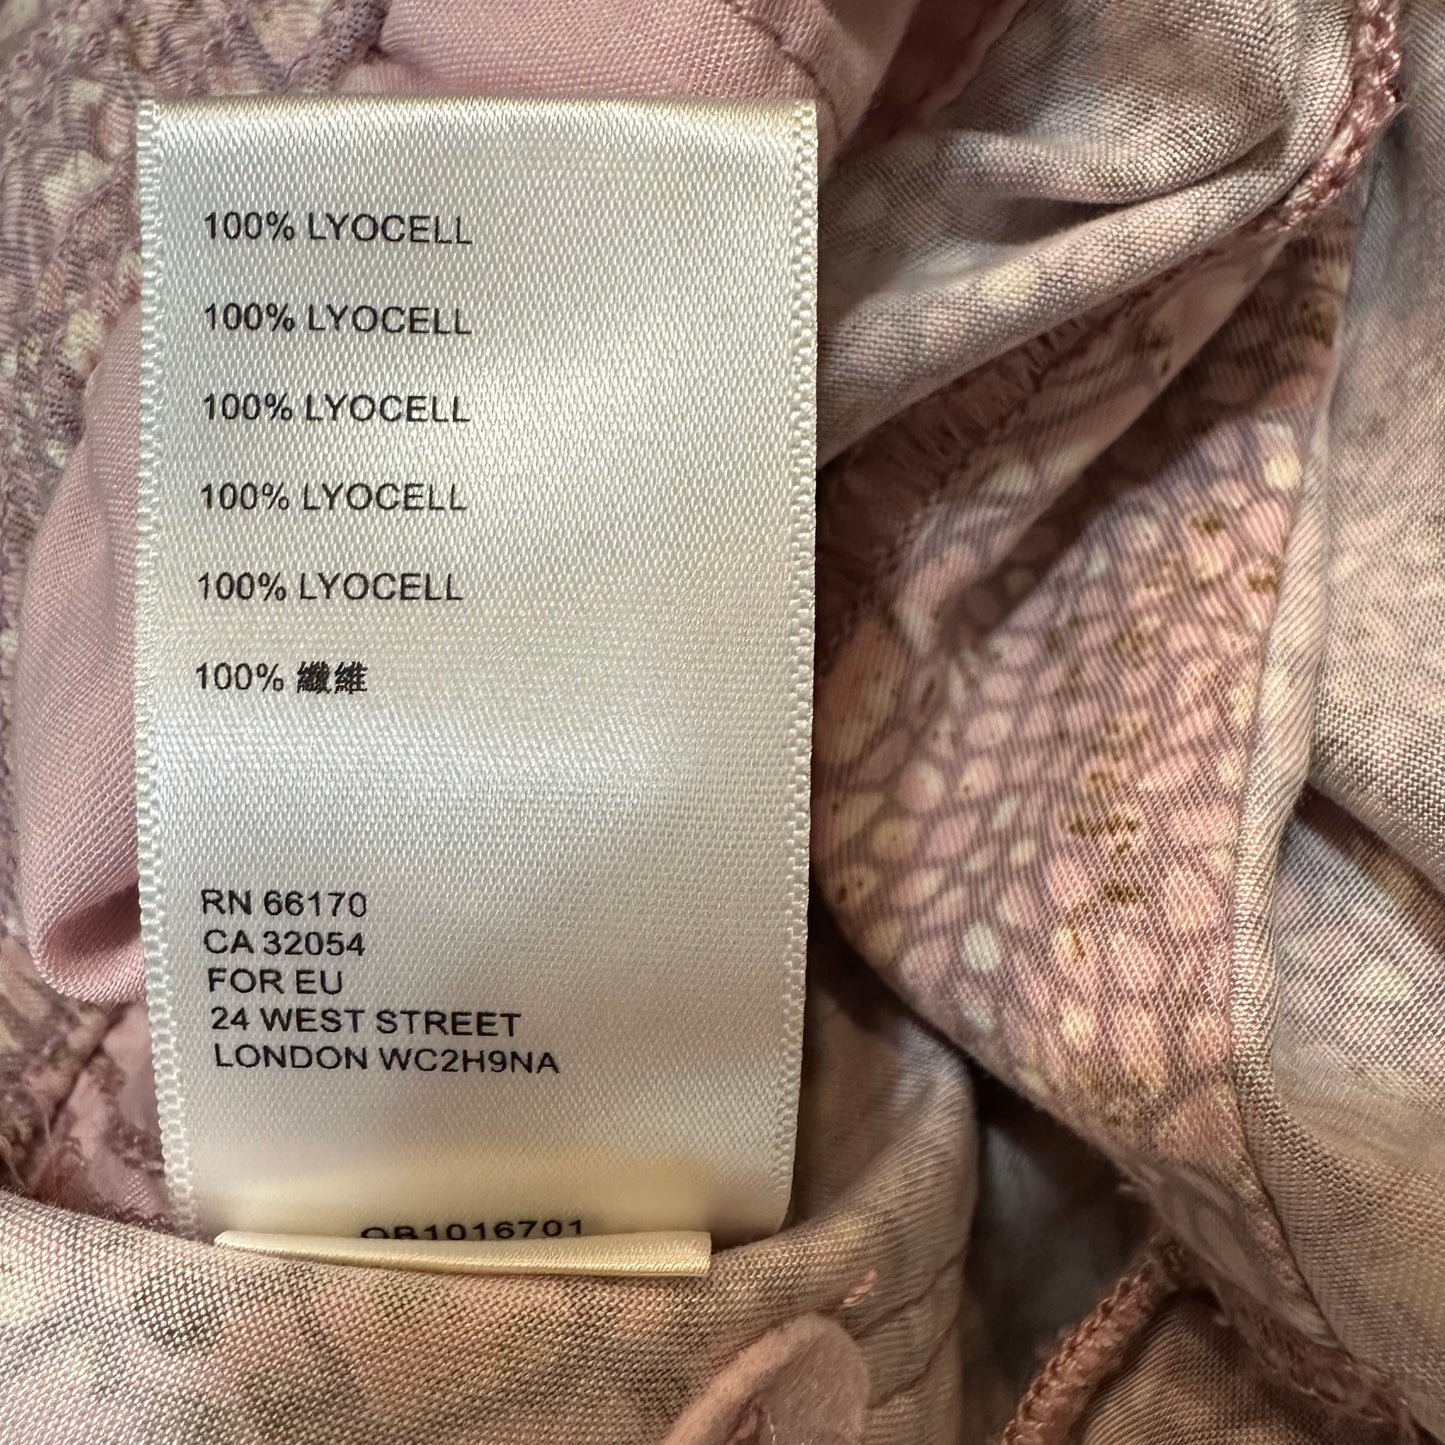 100% LYOCELL
100% LYOCELL
100% LYOCELL
100% LYOCELL
100% LYOCELL
100% 纖維
RN 66170
CA 32054
FOR EU
24 WEST STREET
LONDON WC2H9NA
OB1016701